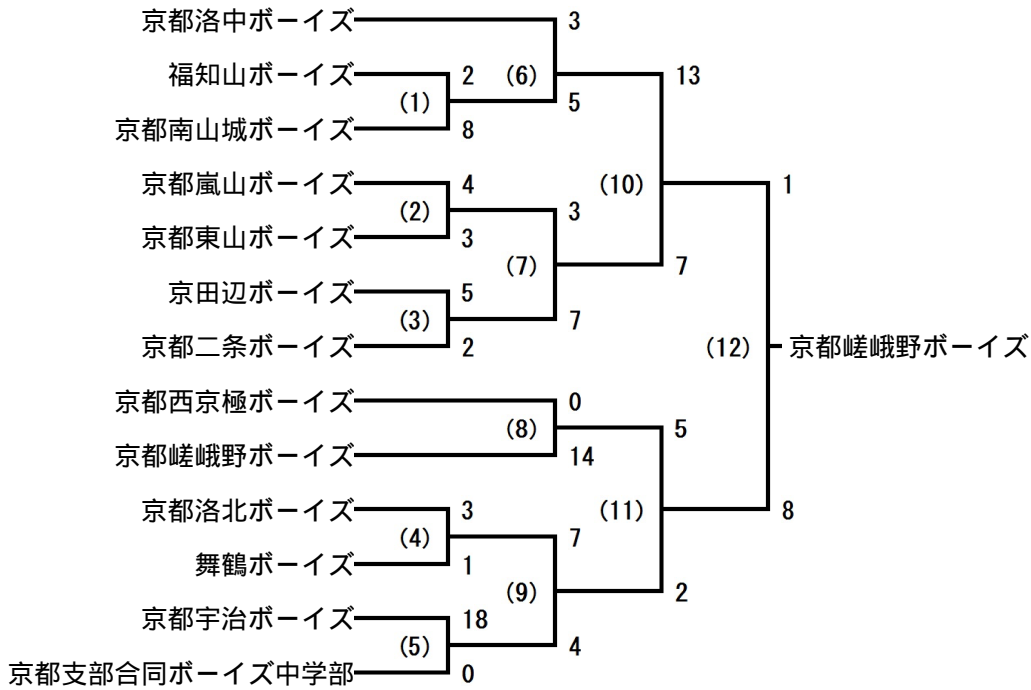 京都洛中ボーイズ 3
福知山ボーイズ 2 (6) 13
(1) 5
京都南山城ボーイズ 8
京都嵐山ボーイズ 4 (10) 1
(2) 3
京都東山ボーイズ 3
(7) 7
京田辺ボーイズ 5
(3) 7
京都二条ボーイズ 2 (12) 京都嵯峨野ボーイズ
京都西京極ボーイズ 0
(8) 5
京都嵯峨野ボーイズ 14
京都洛北ボーイズ 3 (11) 8
(4) 7
舞鶴ボーイズ 1
(9) 2
京都宇治ボーイズ 18
(5) 4
京都支部合同ボーイズ中学部 0